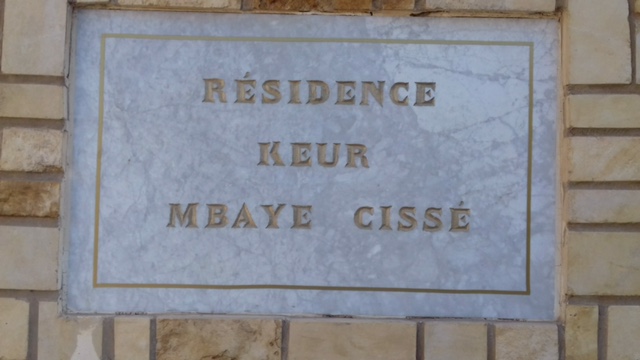 RÉSIDENCE
KEUR
MBAYE CISSÉ